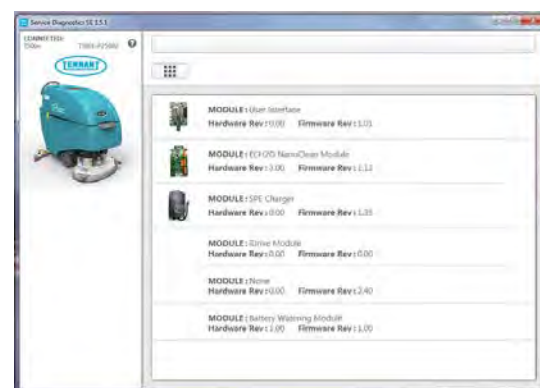 Service Diagnostics SE 1.5.1
CONNECTED:
TENNANT
MODULE : User Interface
Hardware Rev : 0.00 Firmware Rev : 1.01
MODULE : ECH2O NanoClean Module
Hardware Rev : 3.00 Firmware Rev : 1.12
MODULE : SPE Charger
Hardware Rev : 0.00 Firmware Rev : 1.35
MODULE : iDrive Module
Hardware Rev : 0.00 Firmware Rev : 0.00
MODULE : None
Hardware Rev : 0.00 Firmware Rev : 2.40
MODULE : Battery Watering Module
Hardware Rev : 1.00 Firmware Rev : 1.00